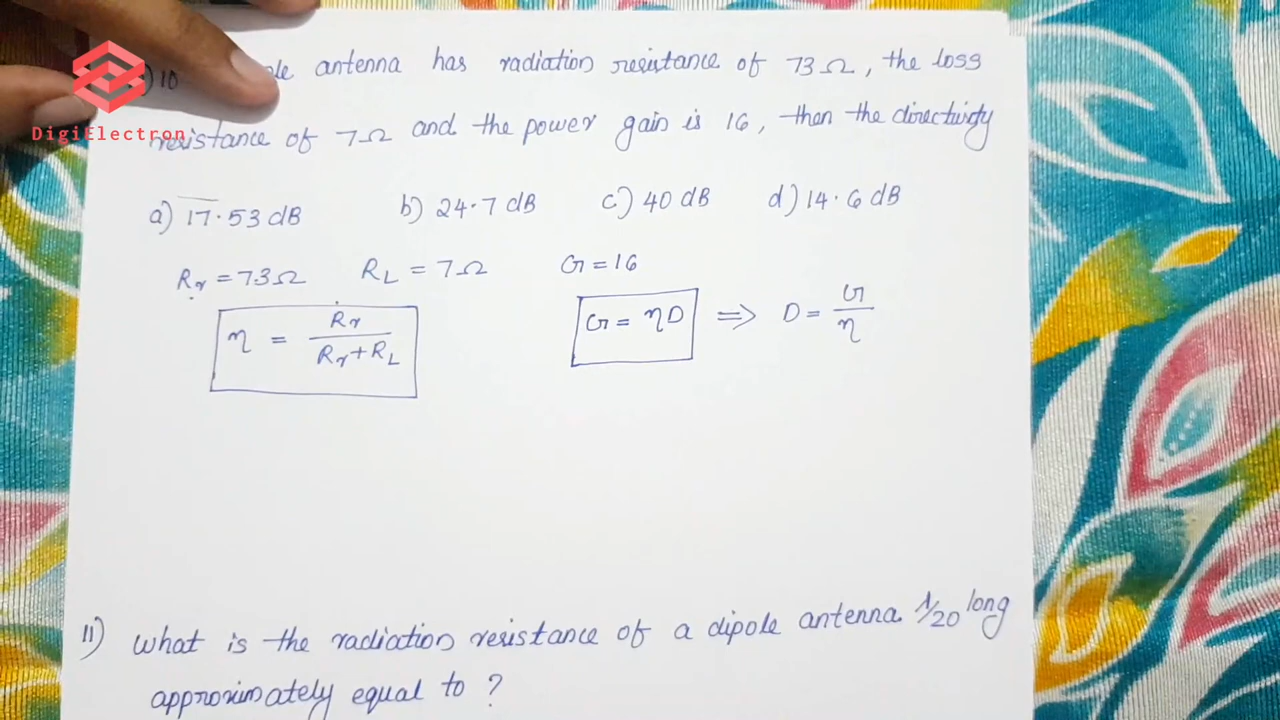 )10 antenna has radiation resistance of 73Ω, the loss
DigiElectron
resistance of 7Ω and the power gain is 16, then the directivity
a) 17.53 dB b) 24.7 dB c) 40 dB d) 14.6 dB
Rr = 73Ω RL = 7Ω G = 16
η = Rr / Rr + RL G = ηD ⇒ D = G / η
11) What is the radiation resistance of a dipole antenna λ/20 long
approximately equal to ?